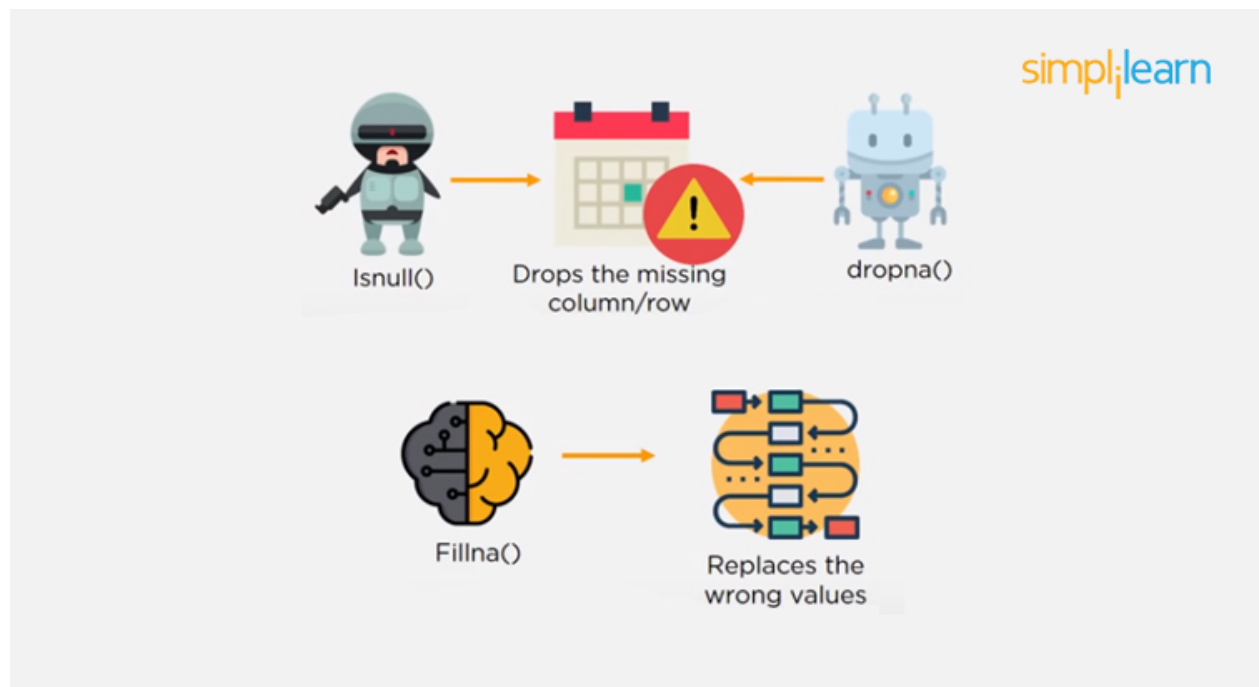 simplilearn
Isnull()
Drops the missing
column/row
dropna()
Fillna()
Replaces the
wrong values